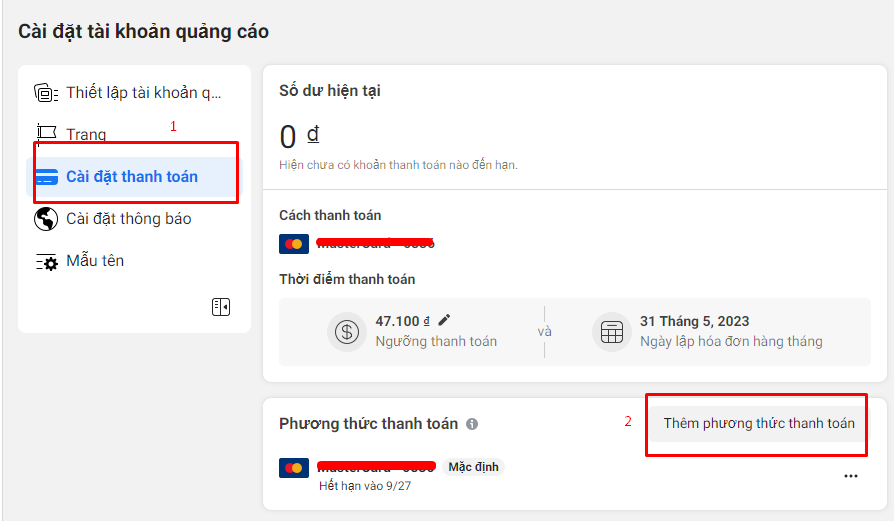 Cài đặt tài khoản quảng cáo
Thiết lập tài khoản q...
1
Trang
Cài đặt thanh toán
Cài đặt thông báo
Mẫu tên
Số dư hiện tại
0 ₫
Hiện chưa có khoản thanh toán nào đến hạn.
Cách thanh toán
Thời điểm thanh toán
47.100 ₫
Ngưỡng thanh toán
và
31 Tháng 5, 2023
Ngày lập hóa đơn hàng tháng
Phương thức thanh toán
2
Thêm phương thức thanh toán
Mặc định
Hết hạn vào 9/27